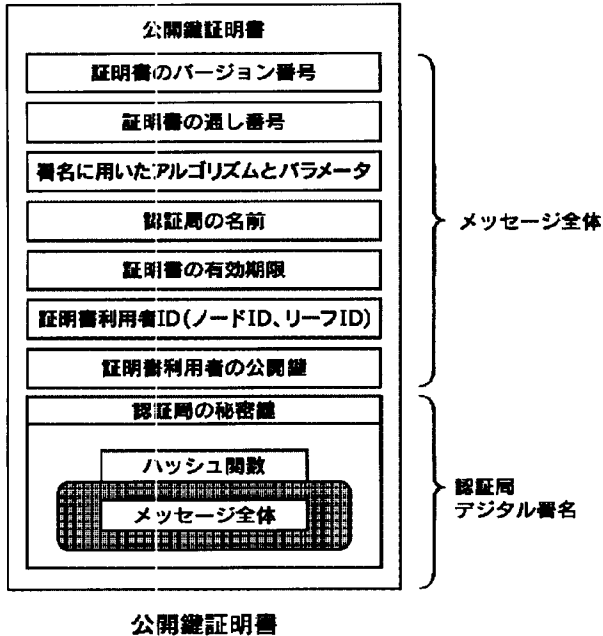 公開鍵証明書
証明書のバージョン番号
証明書の通し番号
署名に用いたアルゴリズムとパラメータ
認証局の名前
証明書の有効期限
証明書利用者ID(ノードID、リーフID)
証明書利用者の公開鍵
メッセージ全体
認証局の秘密鍵
ハッシュ関数
メッセージ全体
認証局
デジタル署名
公開鍵証明書